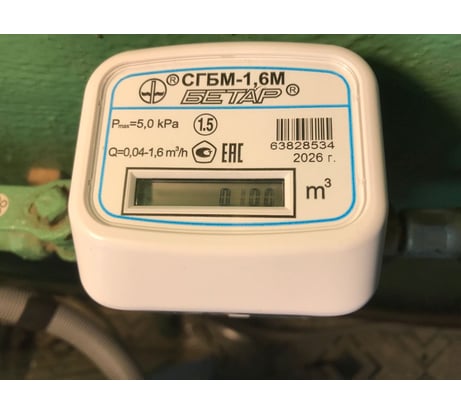 ® СГБМ-1,6М
БЕТАР ®
Pmax=5,0 kPa
1.5
63828534
Q=0,04-1,6 m³/h
ЕАС
2026 г.
m³